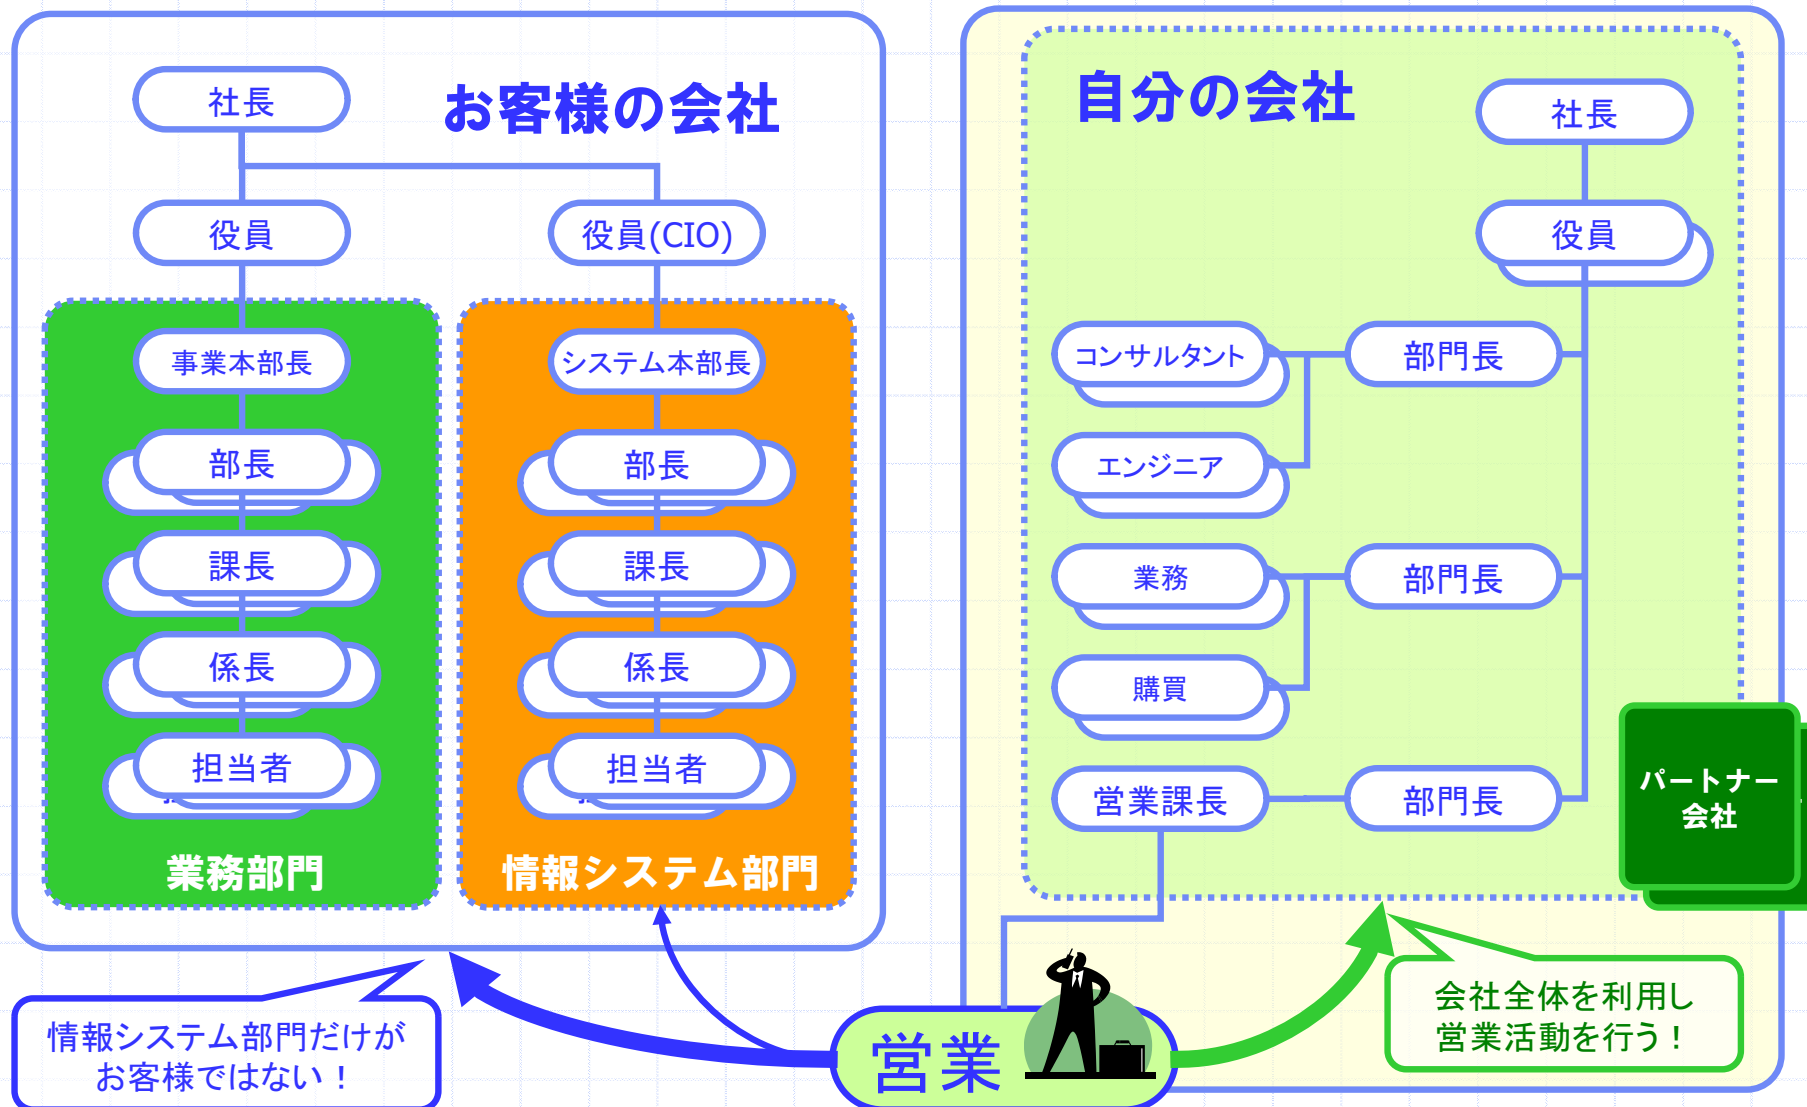 お客様の会社
社長
役員
役員(CIO)
事業本部長
部長
課長
係長
担当者
業務部門
システム本部長
部長
課長
係長
担当者
情報システム部門
自分の会社
社長
役員
コンサルタント
部門長
エンジニア
業務
部門長
購買
営業課長
部門長
パートナー
会社
情報システム部門だけが
お客様ではない！
営業
会社全体を利用し
営業活動を行う！